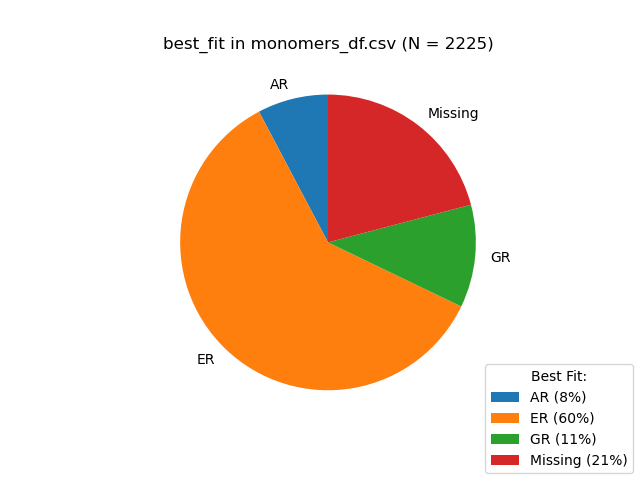 best_fit in monomers_df.csv (N = 2225)
AR
Missing
GR
ER
Best Fit:
AR (8%)
ER (60%)
GR (11%)
Missing (21%)